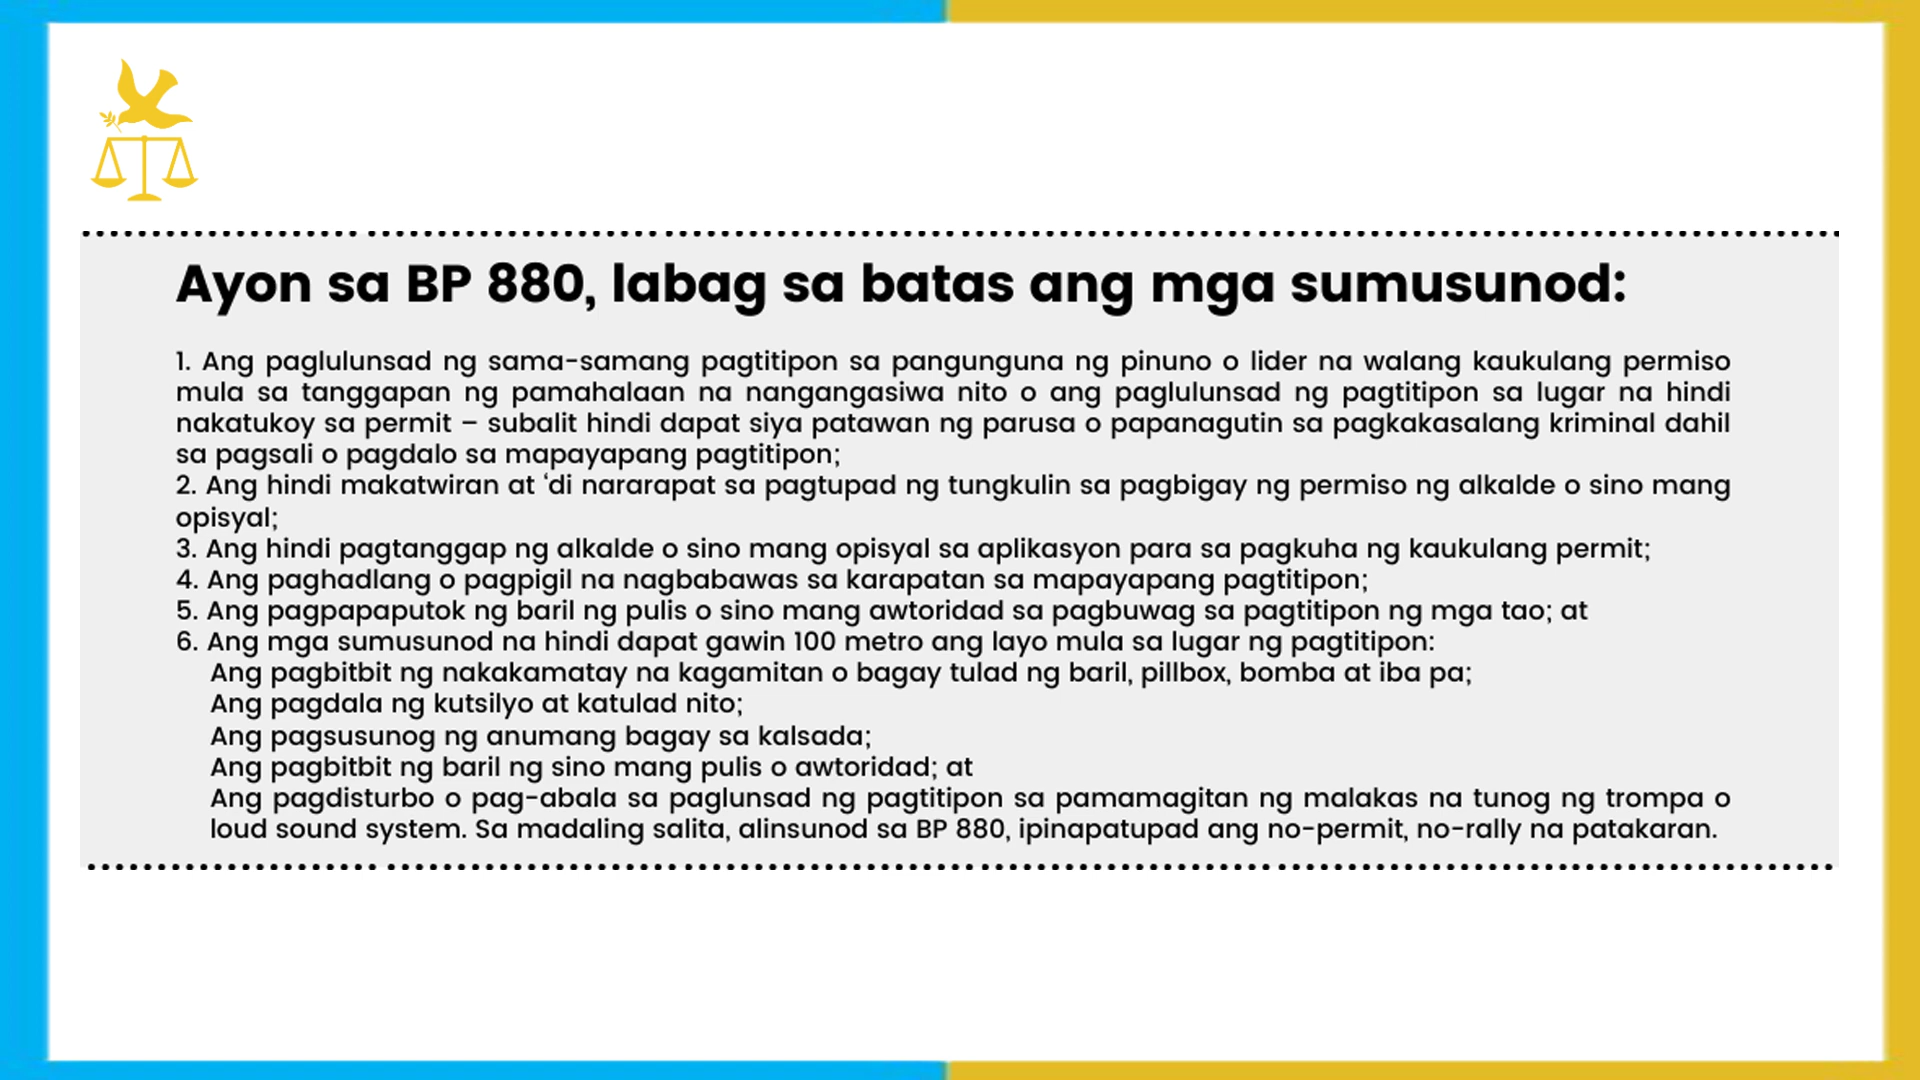 Ayon sa BP 880, labag sa batas ang mga sumusunod:
1. Ang paglulunsad ng sama-samang pagtitipon sa pangunguna ng pinuno o lider na walang kaukulang permiso
mula sa tanggapan ng pamahalaan na nangangasiwa nito o ang paglulunsad ng pagtitipon sa lugar na hindi
nakatukoy sa permit – subalit hindi dapat siya patawan ng parusa o papanagutin sa pagkakasalang kriminal dahil
sa pagsali o pagdalo sa mapayapang pagtitipon;
2. Ang hindi makatwiran at ‘di nararapat sa pagtupad ng tungkulin sa pagbigay ng permiso ng alkalde o sino mang
opisyal;
3. Ang hindi pagtanggap ng alkalde o sino mang opisyal sa aplikasyon para sa pagkuha ng kaukulang permit;
4. Ang paghadlang o pagpigil na nagbabawas sa karapatan sa mapayapang pagtitipon;
5. Ang pagpapaputok ng baril ng pulis o sino mang awtoridad sa pagbuwag sa pagtitipon ng mga tao; at
6. Ang mga sumusunod na hindi dapat gawin 100 metro ang layo mula sa lugar ng pagtitipon:
Ang pagbitbit ng nakakamatay na kagamitan o bagay tulad ng baril, pillbox, bomba at iba pa;
Ang pagdala ng kutsilyo at katulad nito;
Ang pagsusunog ng anumang bagay sa kalsada;
Ang pagbitbit ng baril ng sino mang pulis o awtoridad; at
Ang pagdisturbo o pag-abala sa paglunsad ng pagtitipon sa pamamagitan ng malakas na tunog ng trompa o
loud sound system. Sa madaling salita, alinsunod sa BP 880, ipinapatupad ang no-permit, no-rally na patakaran.